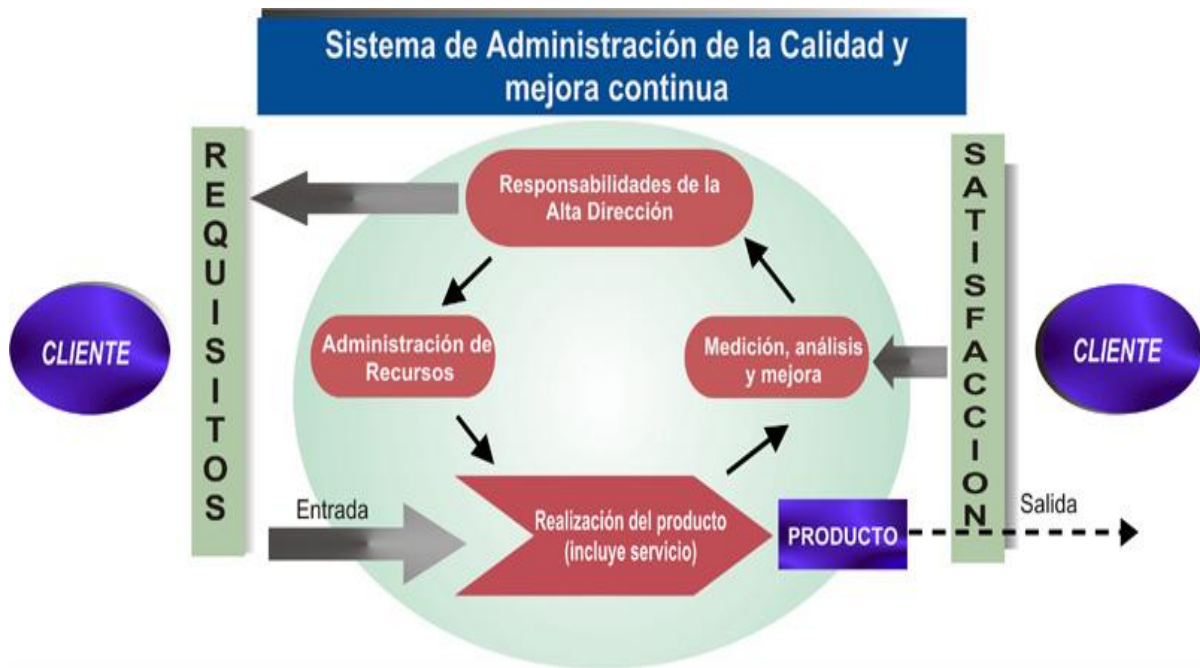 Sistema de Administración de la Calidad y
mejora continua
REQUISITOS
SATISFACCION
Responsabilidades de la
Alta Dirección
CLIENTE
Administración de
Recursos
Medición, análisis
y mejora
CLIENTE
Entrada
Realización del producto
(incluye servicio)
PRODUCTO
Salida